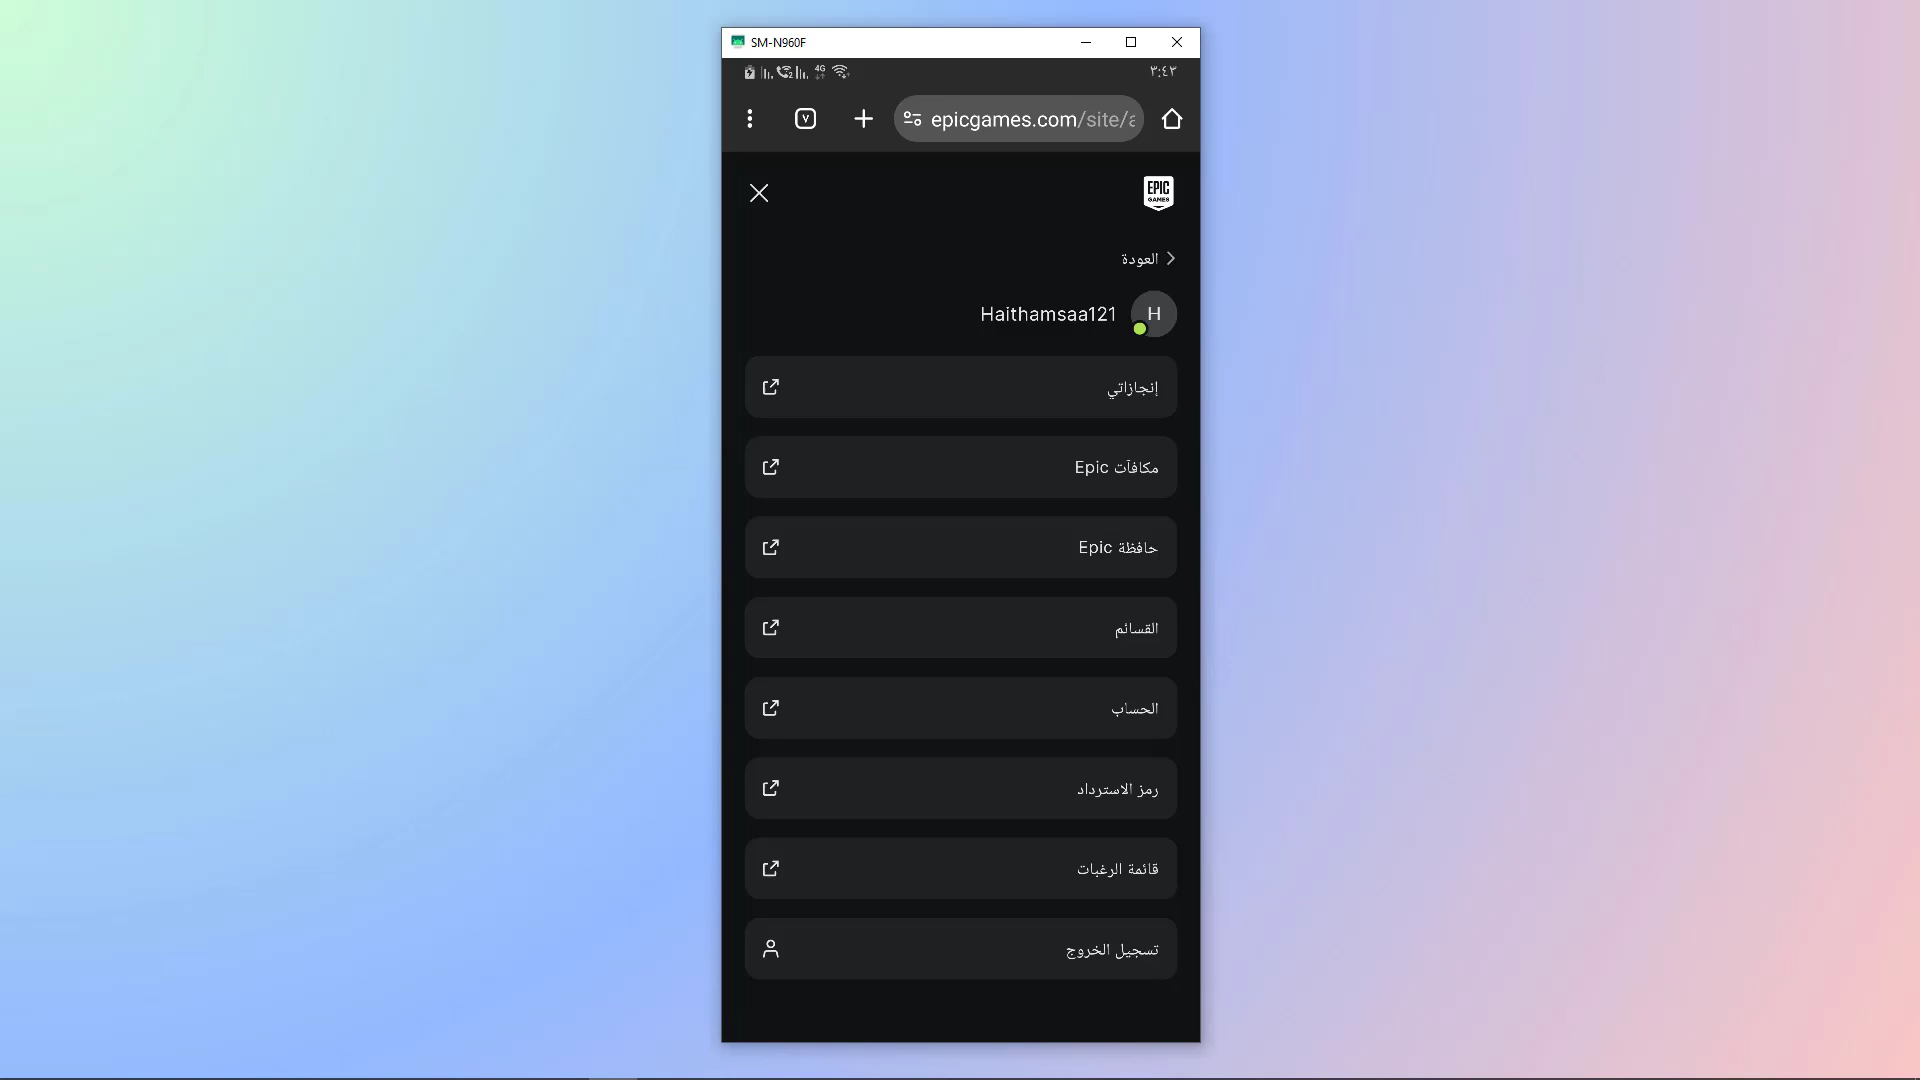 SM-N960F
4G
٣:٤٣
epicgames.com/site/a
EPIC
GAMES
العودة
Haithamsaa121
H
إنجازاتي
مكافآت Epic
حافظة Epic
القسائم
الحساب
رمز الاسترداد
قائمة الرغبات
تسجيل الخروج